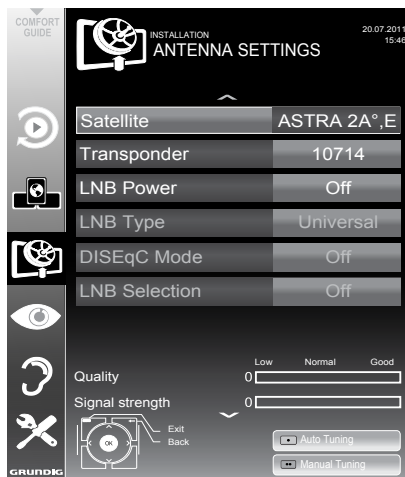 COMFORT
GUIDE
INSTALLATION
ANTENNA SETTINGS
20.07.2011
15:46
Satellite ASTRA 2A°,E
Transponder 10714
LNB Power Off
LNB Type Universal
DISEqC Mode Off
LNB Selection Off
Low Normal Good
Quality 0
Signal strength 0
Exit
Back
OK
Auto Tuning
Manual Tuning
GRUNDIG